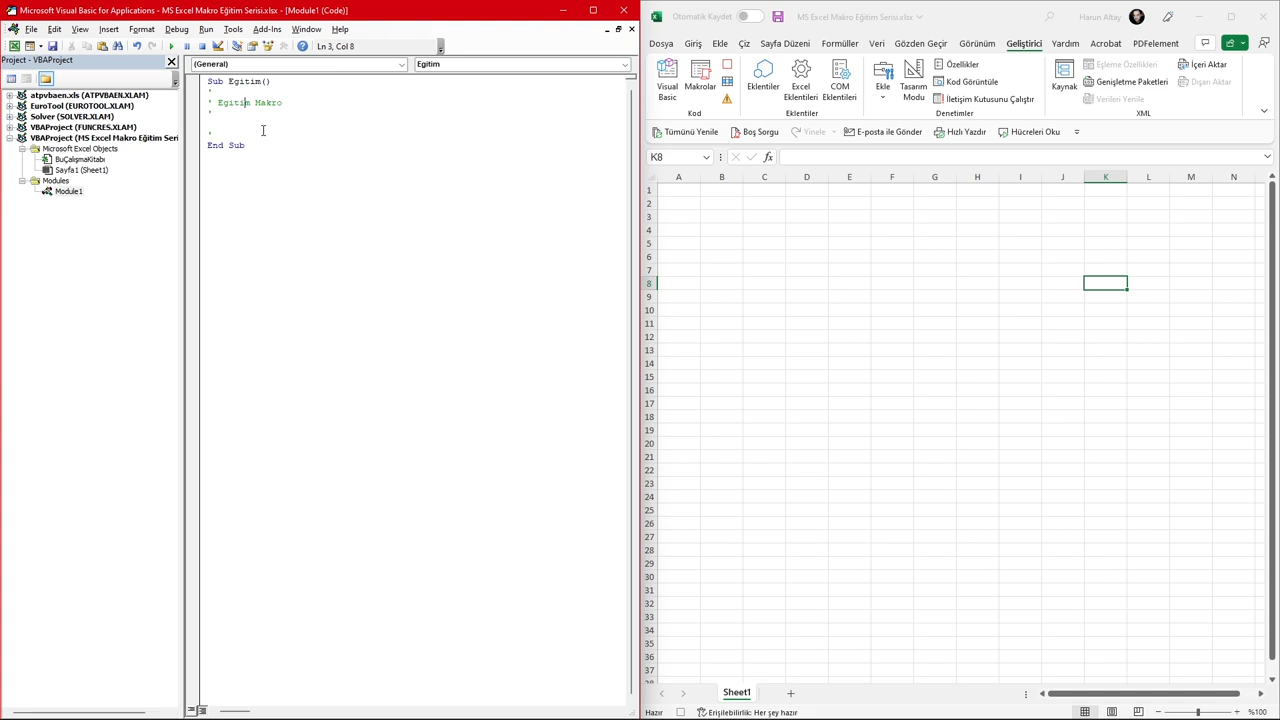 Microsoft Visual Basic for Applications - MS Excel Makro Eğitim Serisi.xlsx - [Module1 (Code)]
File Edit View Insert Format Debug Run Tools Add-Ins Window Help
Ln 3, Col 8
Project - VBAProject
atpvbaen.xls (ATPVBAEN.XLAM)
EuroTool (EUROTOOL.XLAM)
Solver (SOLVER.XLAM)
VBAProject (FUNCRES.XLAM)
VBAProject (MS Excel Makro Eğitim Seri
Microsoft Excel Objects
BuÇalışmaKitabı
Sayfa1 (Sheet1)
Modules
Module1
(General)
Egitim
Sub Egitim()
'
' Egitim Makro
'
'
End Sub
Otomatik Kaydet
MS Excel Makro Eğitim Serisi.xlsx
Harun Altay
Dosya Giriş Ekle Çiz Sayfa Düzeni Formüller Veri Gözden Geçir Görünüm Geliştirici Yardım Acrobat PDFelement
Visual Basic
Makrolar
Kod
Eklentiler
Excel Eklentileri
COM Eklentileri
Eklentiler
Ekle
Tasarım Modu
Özellikler
Kod Görüntüle
İletişim Kutusunu Çalıştır
Denetimler
Kaynak
Eşleme Özellikleri
Genişletme Paketleri
Verileri Yenile
İçeri Aktar
Dışarı Aktar
XML
Tümünü Yenile Boş Sorgu Yenile E-posta ile Gönder Hızlı Yazdır Hücreleri Oku
K8
fx
A B C D E F G H I J K L M N
1
2
3
4
5
6
7
8
9
10
11
12
13
14
15
16
17
18
19
20
21
22
23
24
25
26
27
28
29
30
31
32
33
34
35
36
37
38
Sheet1
Hazır
Erişilebilirlik: Her şey hazır
%100